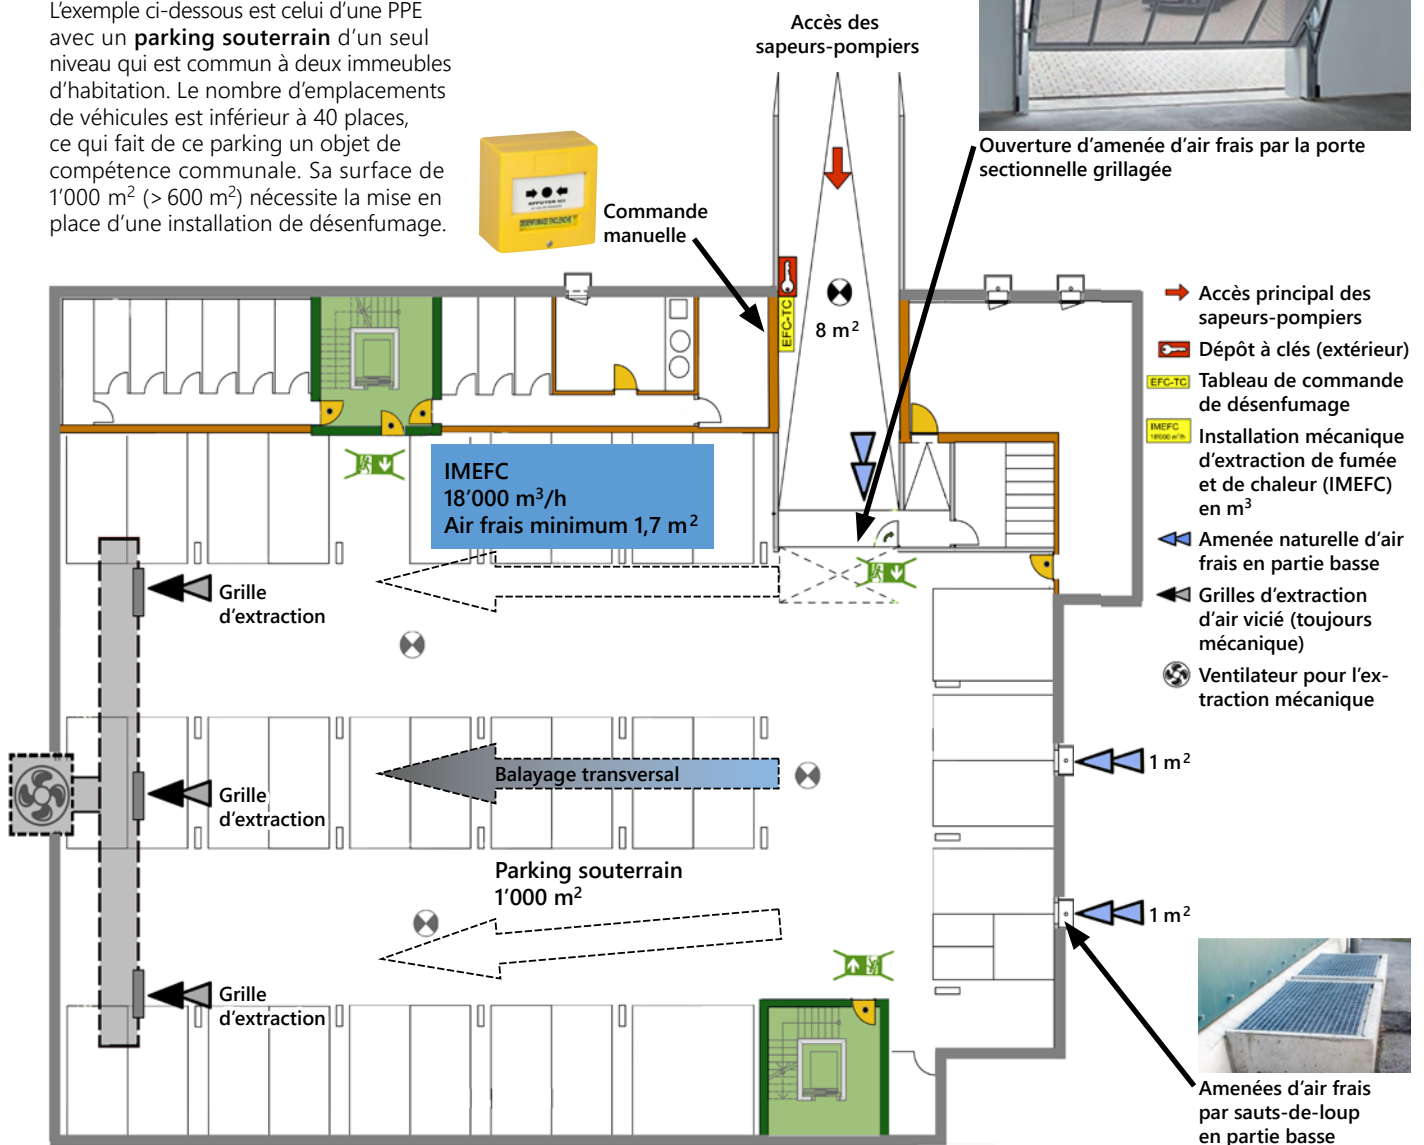 L'exemple ci-dessous est celui d'une PPE
avec un parking souterrain d'un seul
niveau qui est commun à deux immeubles
d'habitation. Le nombre d'emplacements
de véhicules est inférieur à 40 places,
ce qui fait de ce parking un objet de
compétence communale. Sa surface de
1'000 m² (> 600 m²) nécessite la mise en
place d'une installation de désenfumage.
Accès des
sapeurs-pompiers
Ouverture d'amenée d'air frais par la porte
sectionnelle grillagée
APPUYER ICI
DESENFUMAGE ENCLENCHE
Commande
manuelle
EFC-TC
8 m²
Accès principal des
sapeurs-pompiers
Dépôt à clés (extérieur)
EFC-TC
Tableau de commande
de désenfumage
IMEFC
18'000 m³/h
Installation mécanique
d'extraction de fumée
et de chaleur (IMEFC)
en m³
Amenée naturelle d'air
frais en partie basse
Grilles d'extraction
d'air vicié (toujours
mécanique)
Ventilateur pour l'ex-
traction mécanique
IMEFC
18'000 m³/h
Air frais minimum 1,7 m²
Grille
d'extraction
Balayage transversal
1 m²
Grille
d'extraction
Parking souterrain
1'000 m²
1 m²
Grille
d'extraction
Amenées d'air frais
par sauts-de-loup
en partie basse